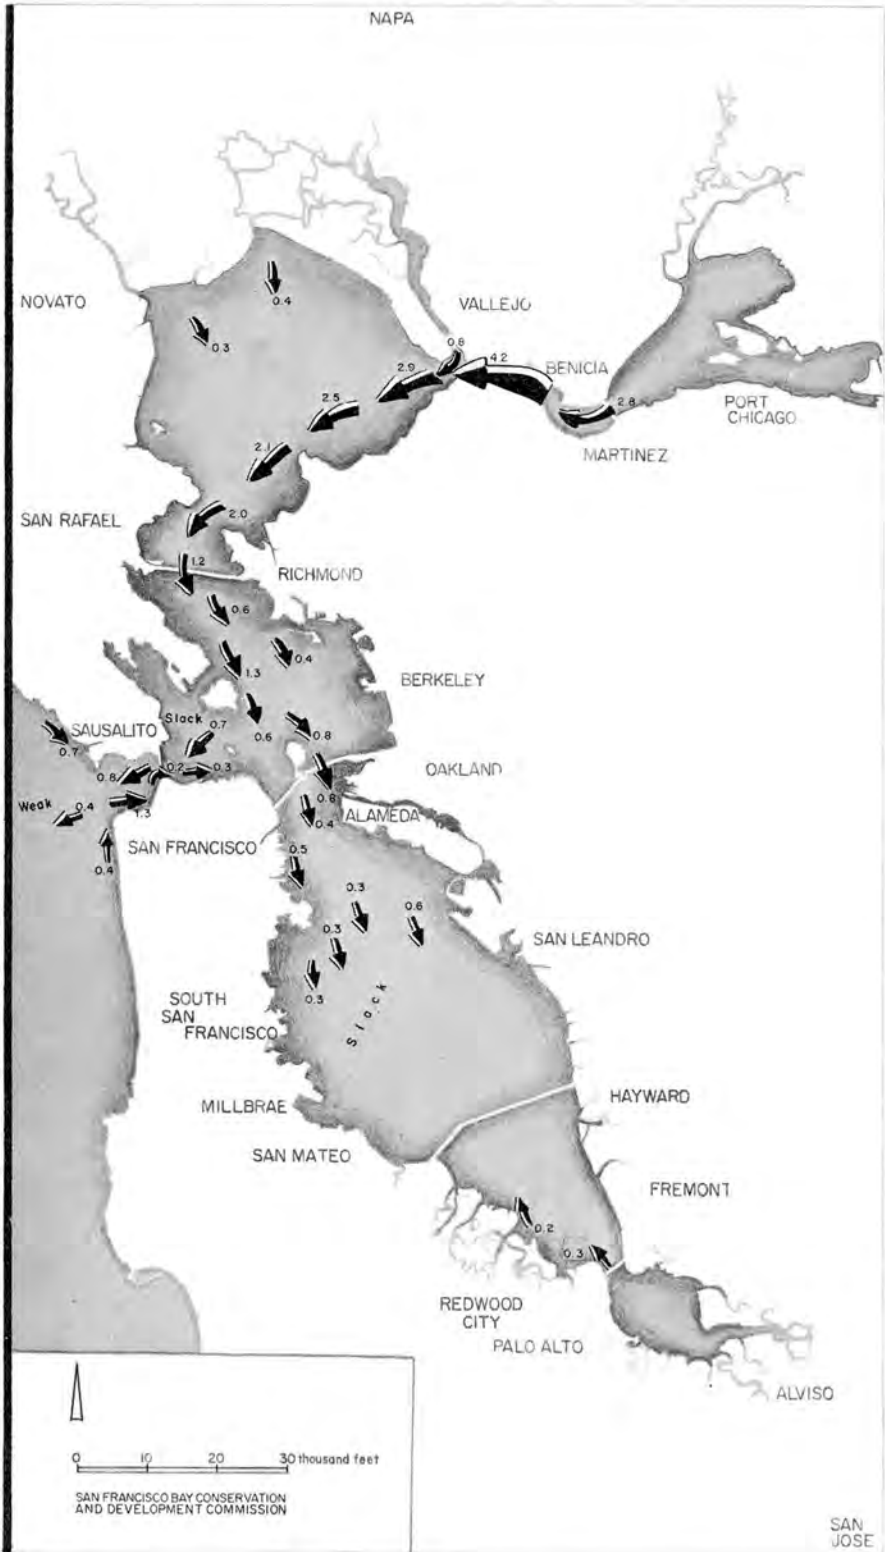 NAPA
NOVATO
0.4
0.3
VALLEJO
0.8
4.2
2.9
BENICIA
2.5
2.8
PORT
CHICAGO
MARTINEZ
2.1
SAN RAFAEL
2.0
1.2
RICHMOND
0.6
1.3
0.4
BERKELEY
Slack
0.7
SAUSALITO
0.7
0.6
0.8
0.8
0.2
0.3
OAKLAND
Weak
0.4
1.3
0.8
ALAMEDA
0.4
SAN FRANCISCO
0.5
0.4
0.3
0.6
0.3
SAN LEANDRO
0.3
Slack
SOUTH
SAN
FRANCISCO
MILLBRAE
HAYWARD
SAN MATEO
FREMONT
0.2
0.3
REDWOOD
CITY
PALO ALTO
ALVISO
0 10 20 30 thousand feet
SAN FRANCISCO BAY CONSERVATION
AND DEVELOPMENT COMMISSION
SAN
JOSE